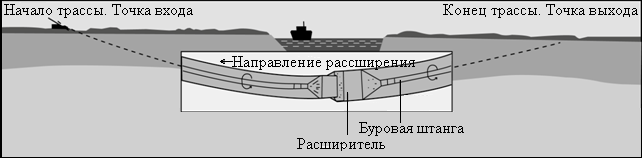 Начало трассы. Точка входа
Конец трассы. Точка выхода
Направление расширения
Буровая штанга
Расширитель